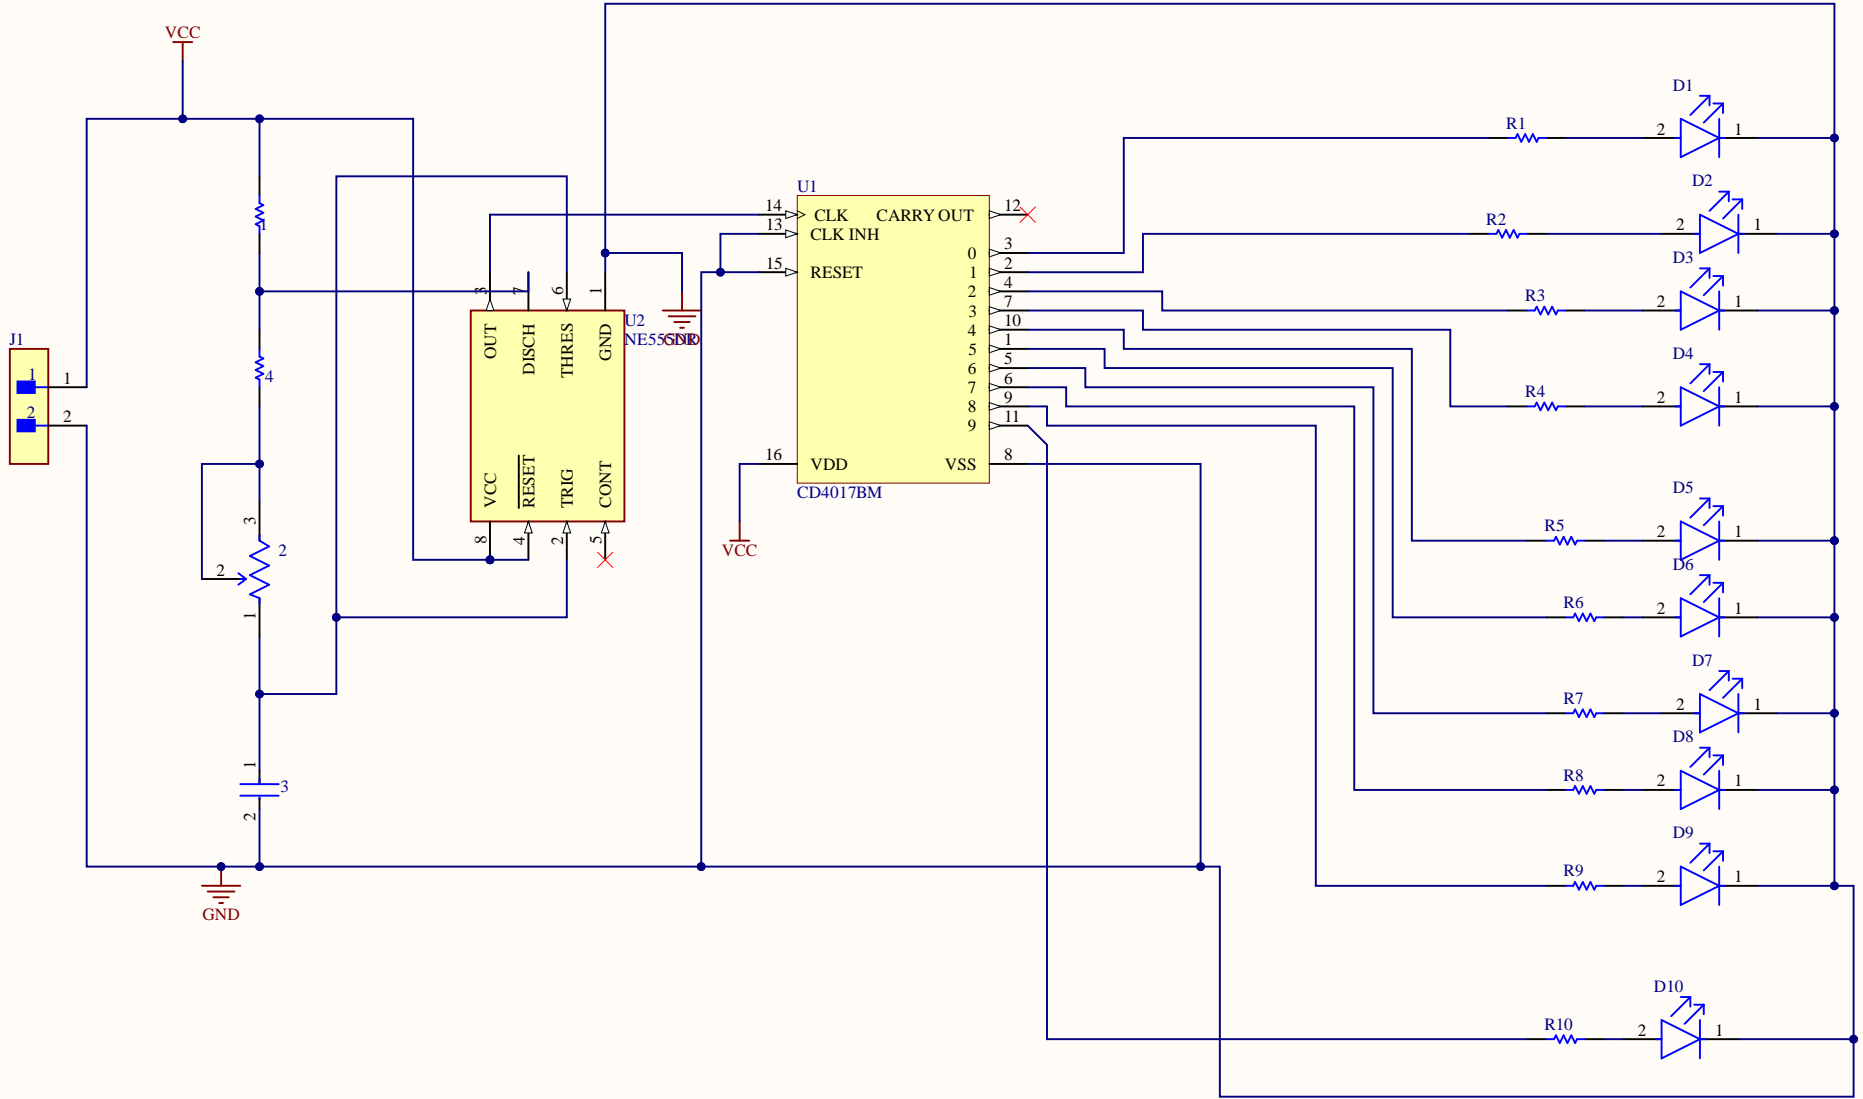 VCC
D1
R1
2
1
D2
R2
2
1
U1
14
CLK
CARRY OUT
12
13
CLK INH
0
3
15
RESET
1
2
2
4
3
7
4
10
5
1
6
5
7
6
8
9
9
11
16
VDD
VSS
8
CD4017BM
VCC
1
4
3
2
2
1
1
3
2
GND
J1
1
1
2
2
3
7
6
1
OUT
DISCH
THRES
GND
U2
NE555DR
GND
VCC
RESET
TRIG
CONT
8
4
2
5
D3
R3
2
1
D4
R4
2
1
D5
R5
2
1
D6
R6
2
1
D7
R7
2
1
D8
R8
2
1
D9
R9
2
1
D10
R10
2
1